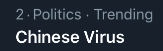 2 · Politics · Trending
Chinese Virus